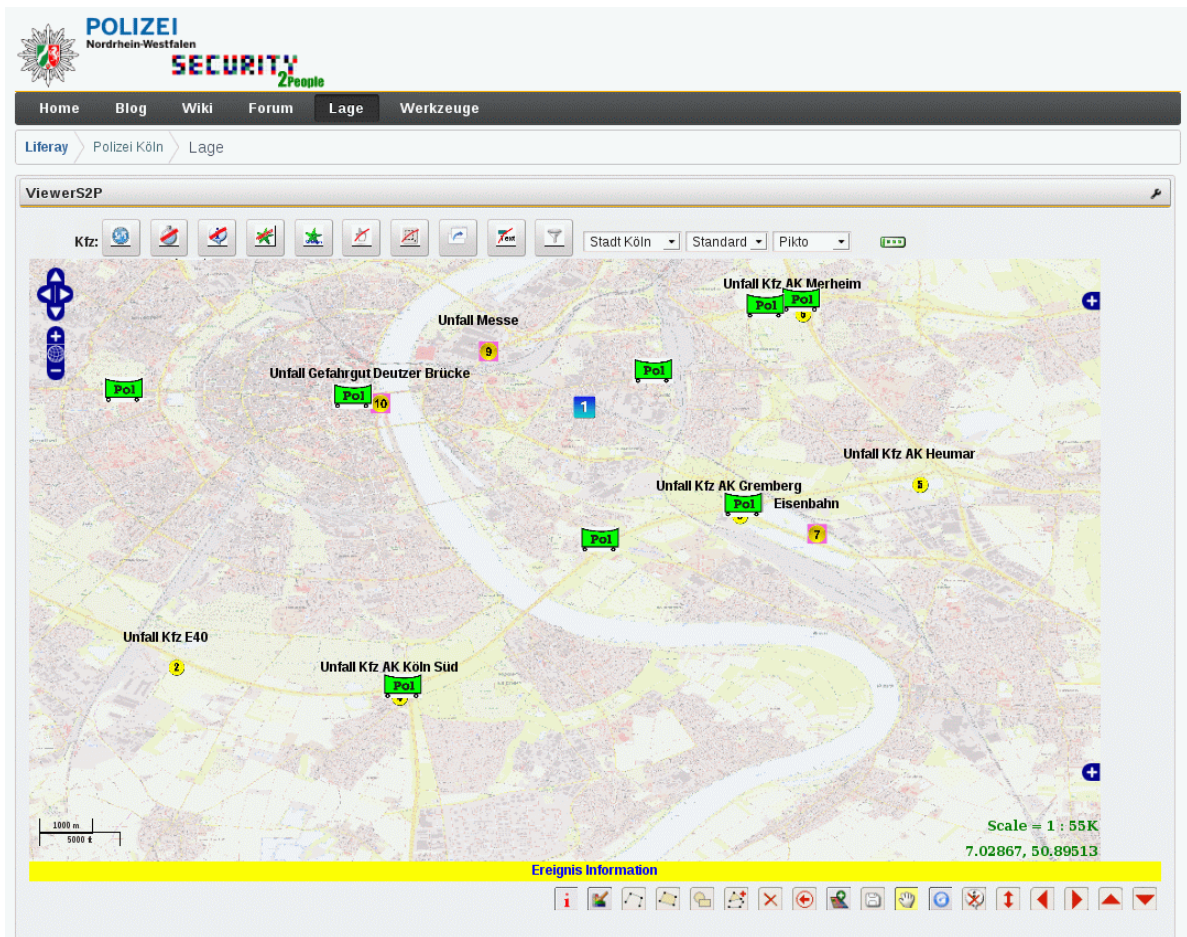 POLIZEI
Nordrhein-Westfalen
SECURITY
2People
Home Blog Wiki Forum Lage Werkzeuge
Liferay Polizei Köln Lage
ViewerS2P
Kfz: Text Stadt Köln Standard Pikto
Unfall Kfz AK Merheim
Pol Pol
Unfall Messe
9
Unfall Gefahrgut Deutzer Brücke
Pol
Pol
Pol 10
1
Unfall Kfz AK Heumar
5
Unfall Kfz AK Gremberg
Pol Eisenbahn
7
Pol
Unfall Kfz E40
2
Unfall Kfz AK Köln Süd
Pol
1000 m
5000 ft
Scale = 1 : 55K
7.02867, 50.89513
Ereignis Information
i